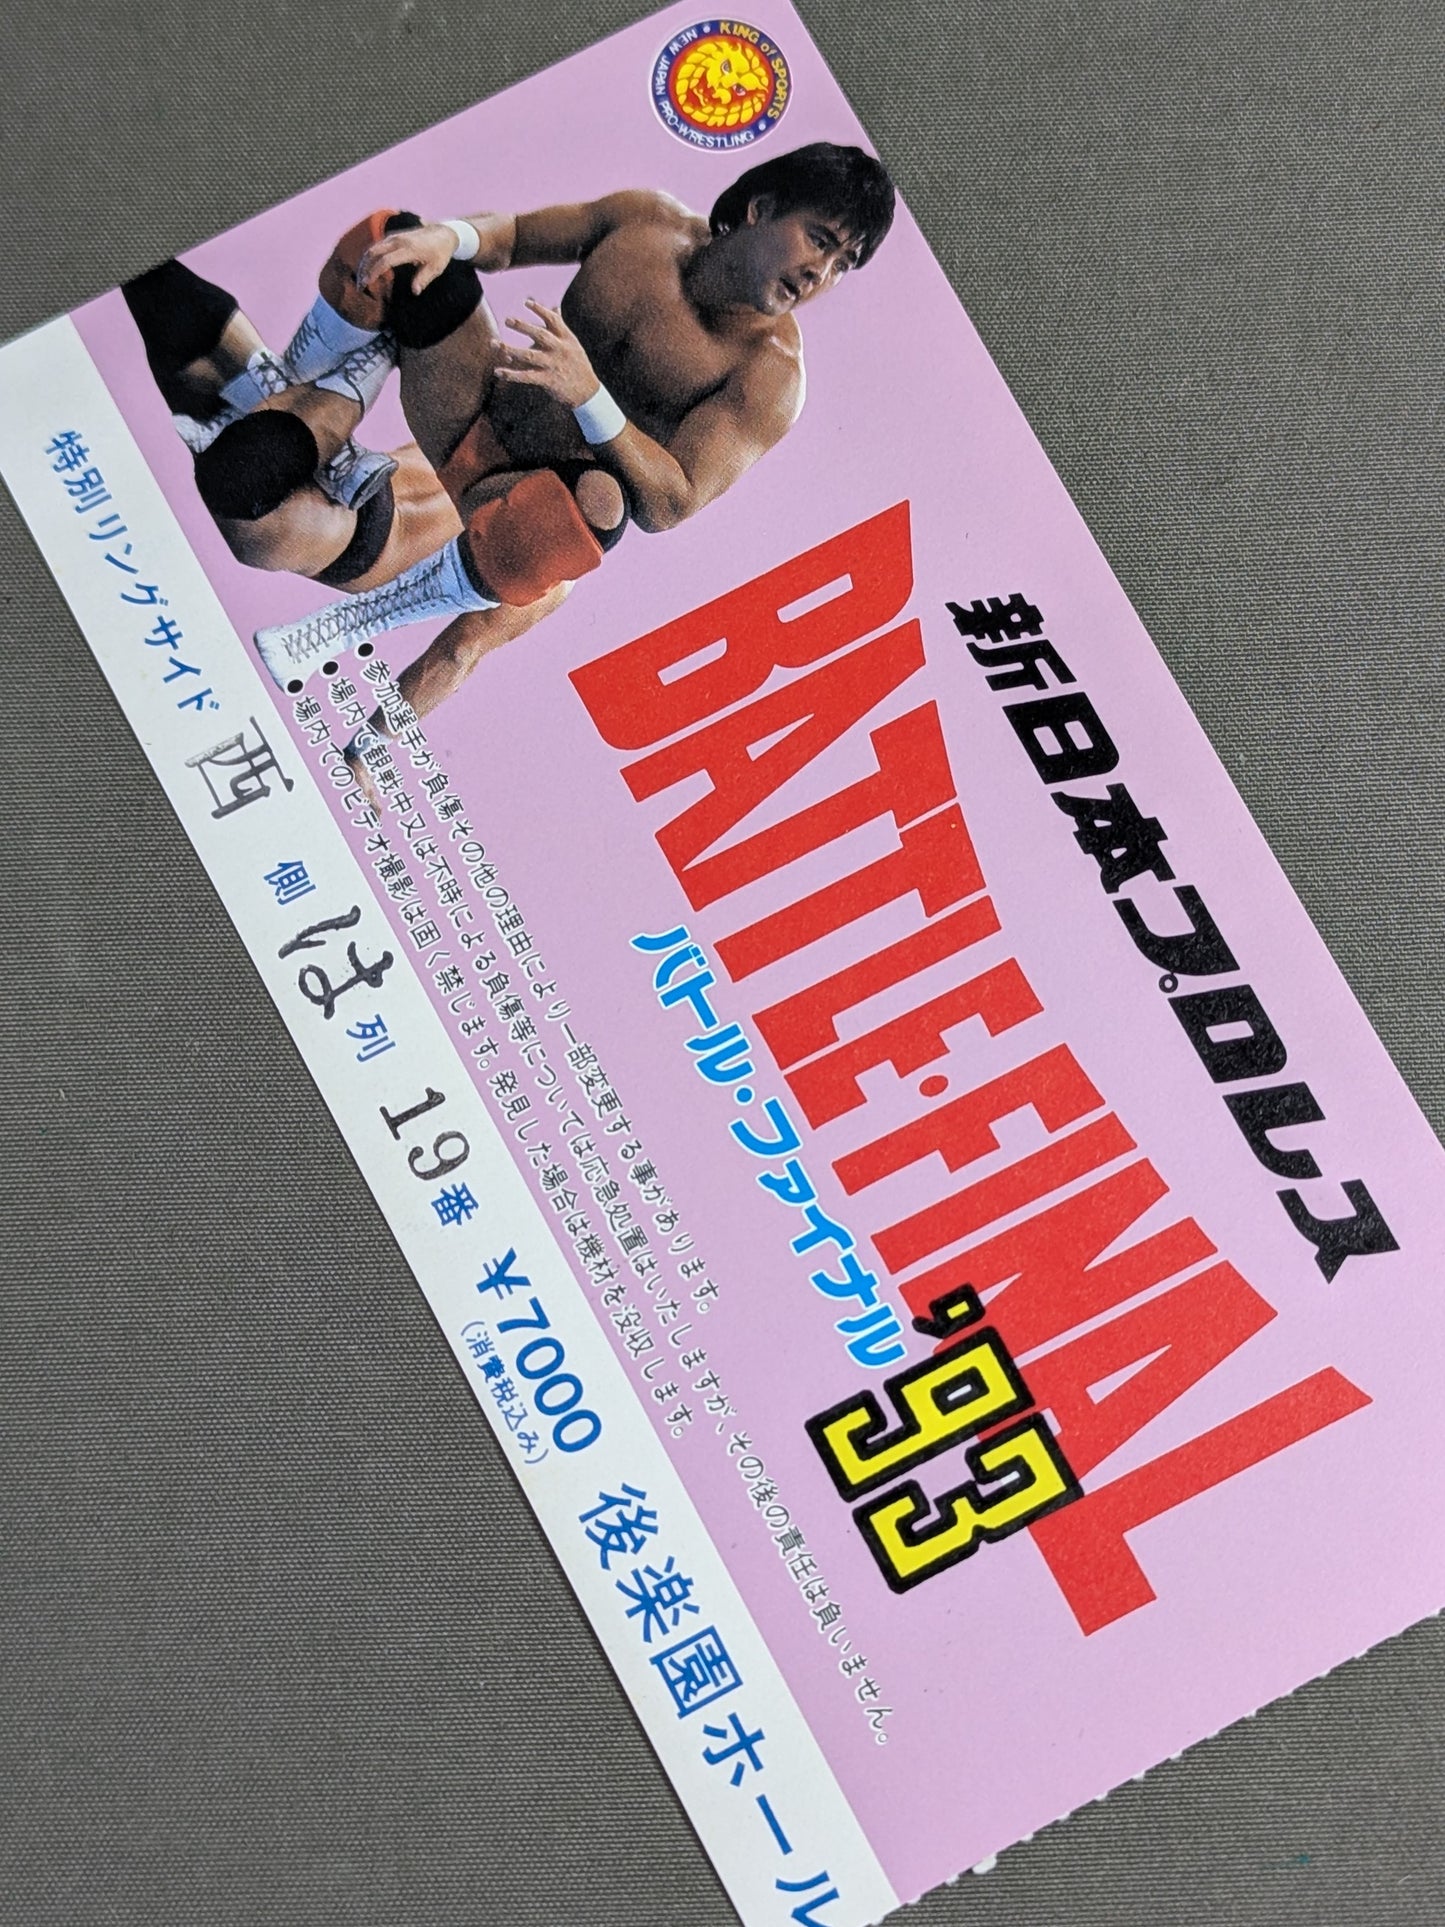 KING of SPORTS
NEW JAPAN PRO-WRESTLING
新日本プロレス
BATTLE・FINAL
'93
バトル・ファイナル
●参加選手が負傷その他の理由により一部変更する事があります。
●場内で観戦中又は不時による負傷等については応急処置はいたしますが、その後の責任は負いません。
●場内でのビデオ撮影は固く禁じます。発見した場合は機材を没収します。
特別リングサイド 西 側 は 列 19 番 ￥7000 後楽園ホール
(消費税込み)